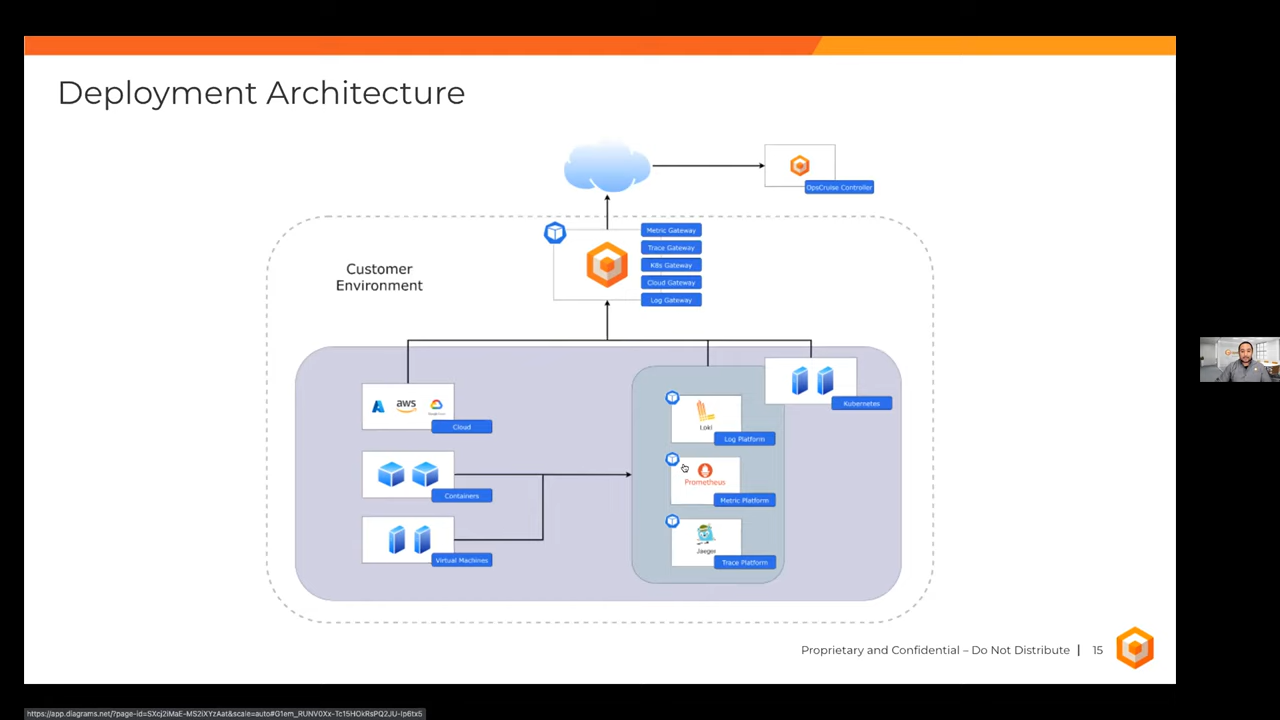 Deployment Architecture
OpsCruise Controller
Metric Gateway
Trace Gateway
K8s Gateway
Cloud Gateway
Log Gateway
Customer
Environment
aws
Cloud
Containers
Virtual Machines
Kubernetes
Loki
Log Platform
Prometheus
Metric Platform
Jaeger
Trace Platform
Proprietary and Confidential – Do Not Distribute | 15